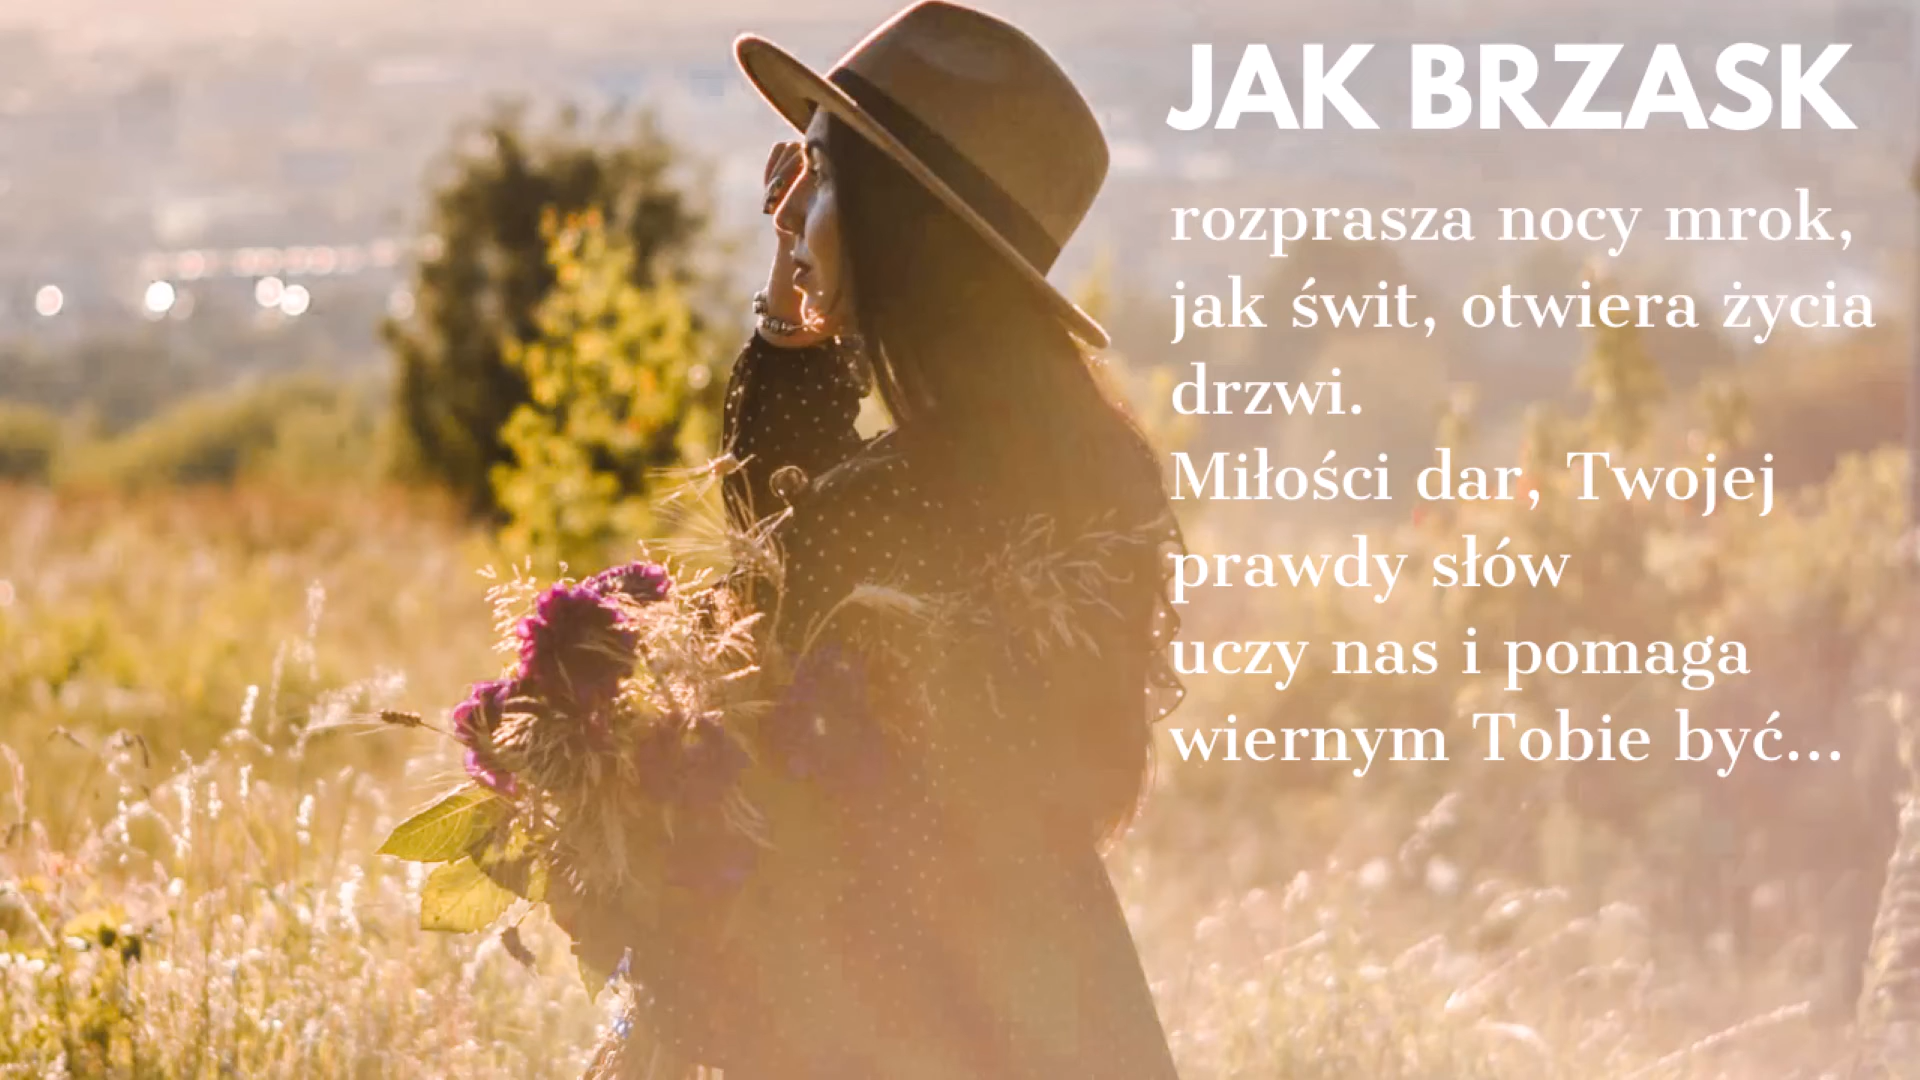 JAK BRZASK
rozprasza nocy mrok,
jak świt, otwiera życia
drzwi.
Miłości dar, Twojej
prawdy słów
uczy nas i pomaga
wiernym Tobie być...